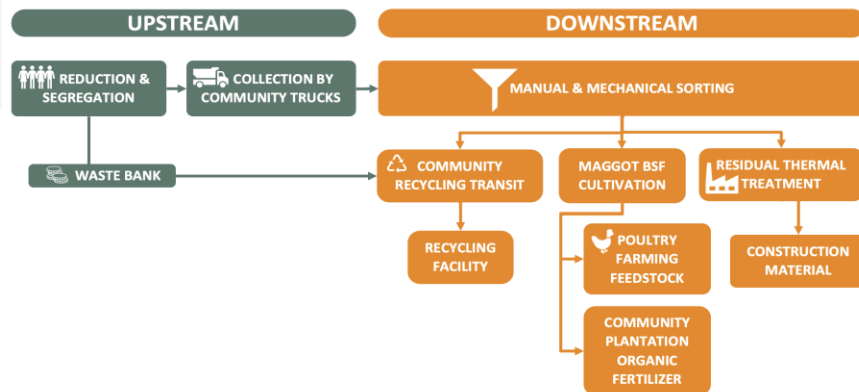 UPSTREAM
DOWNSTREAM
REDUCTION &
SEGREGATION
COLLECTION BY
COMMUNITY TRUCKS
MANUAL & MECHANICAL SORTING
WASTE BANK
COMMUNITY
RECYCLING TRANSIT
MAGGOT BSF
CULTIVATION
RESIDUAL THERMAL
TREATMENT
RECYCLING
FACILITY
POULTRY
FARMING
FEEDSTOCK
CONSTRUCTION
MATERIAL
COMMUNITY
PLANTATION
ORGANIC
FERTILIZER